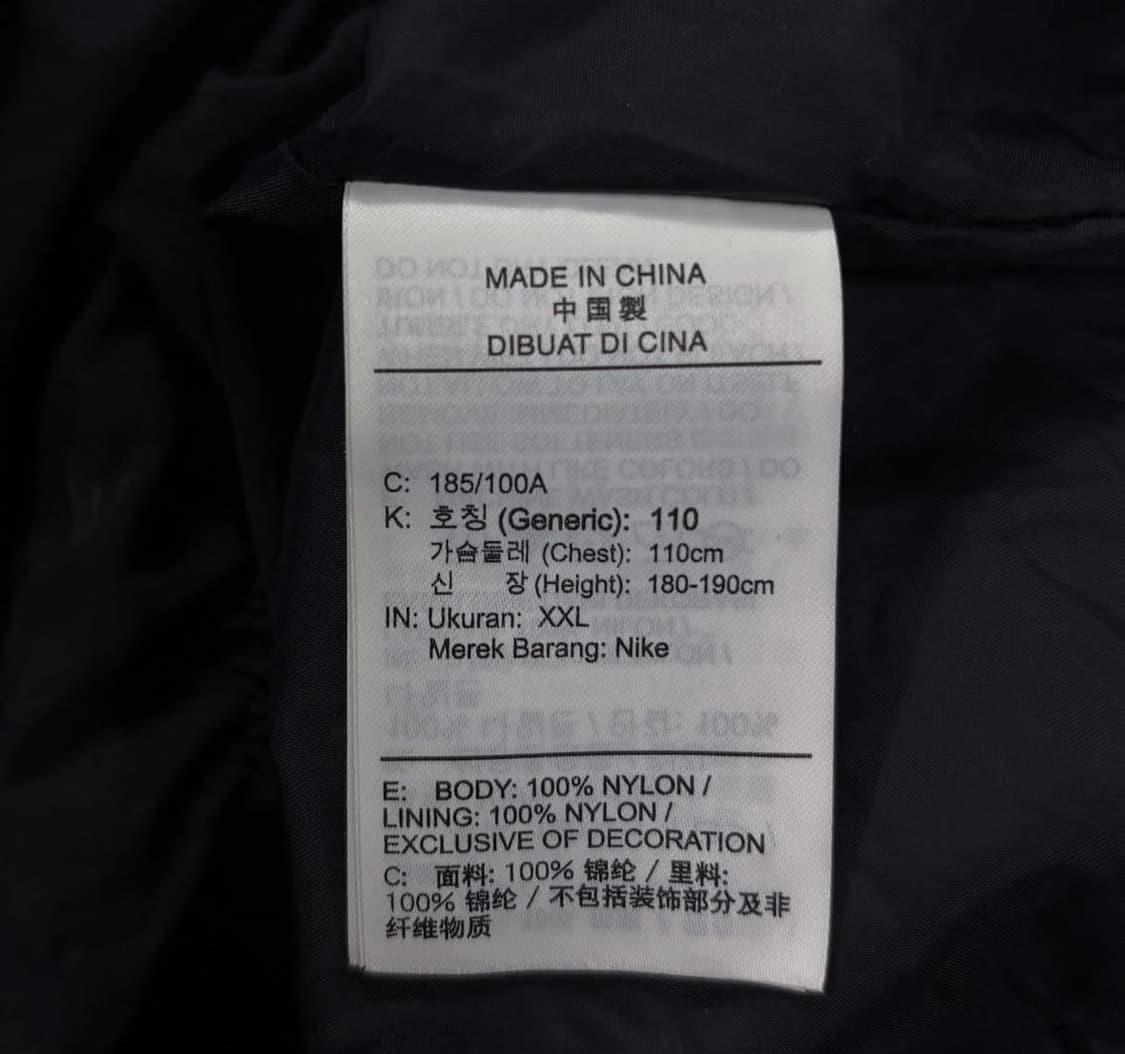 MADE IN CHINA
中国製
DIBUAT DI CINA
C: 185/100A
K: 호칭 (Generic): 110
가슴둘레 (Chest): 110cm
신 장 (Height): 180-190cm
IN: Ukuran: XXL
Merek Barang: Nike
E: BODY: 100% NYLON /
LINING: 100% NYLON /
EXCLUSIVE OF DECORATION
C: 面料: 100% 锦纶 / 里料:
100% 锦纶 / 不包括装饰部分及非
纤维物质